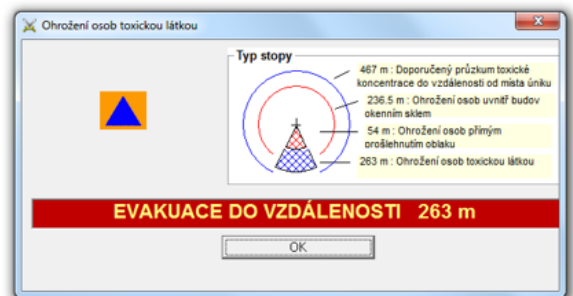 Ohrožení osob toxickou látkou
Typ stopy
467 m : Doporučený průzkum toxické
koncentrace do vzdálenosti od místa úniku
236.5 m : Ohrožení osob uvnitř budov
okenním sklem
54 m : Ohrožení osob přímým
prošlehnutím oblaku
263 m : Ohrožení osob toxickou látkou
EVAKUACE DO VZDÁLENOSTI 263 m
OK